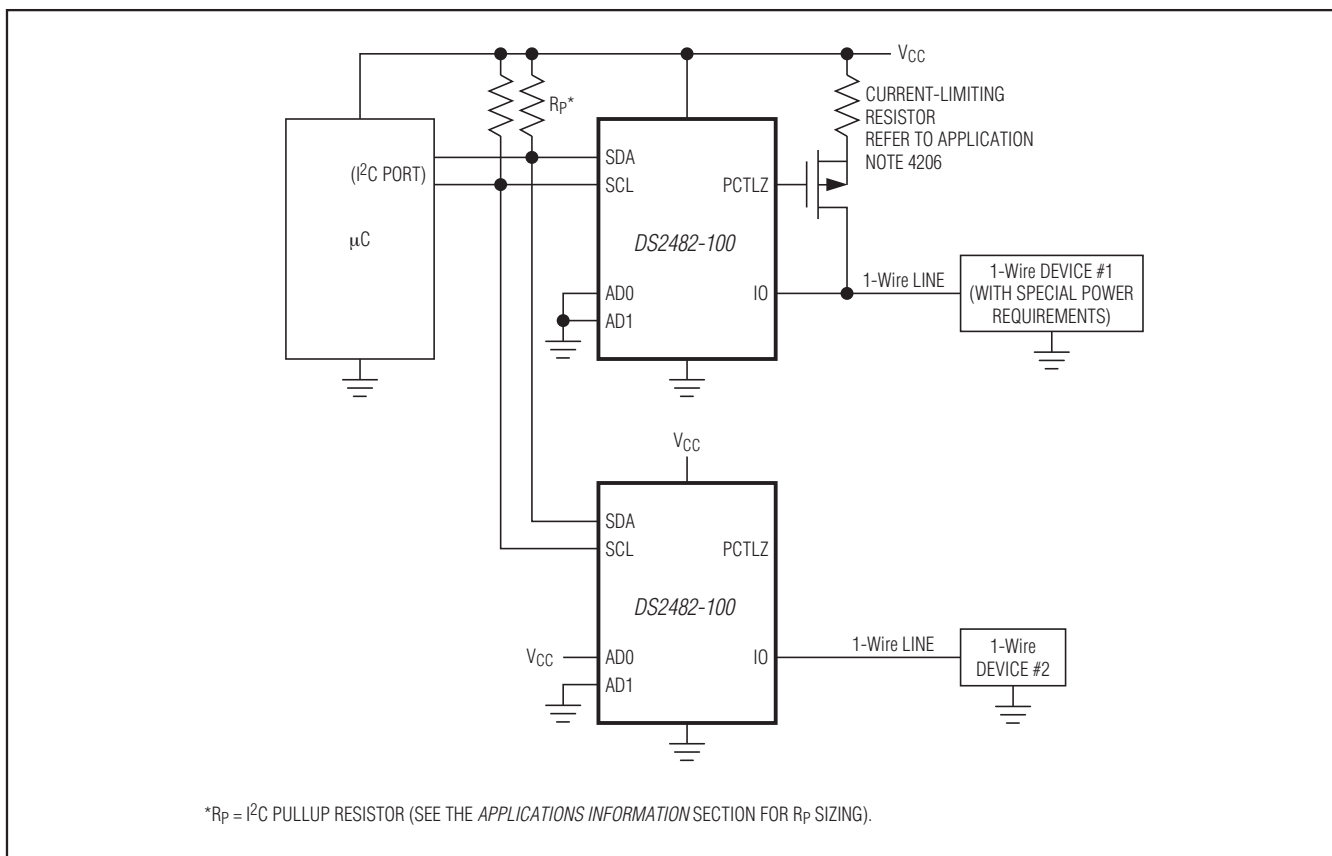 VCC
RP*
CURRENT-LIMITING
RESISTOR
REFER TO APPLICATION
NOTE 4206
(I2C PORT)
μC
SDA
SCL
PCTLZ
DS2482-100
AD0
AD1
IO
1-Wire LINE
1-Wire DEVICE #1
(WITH SPECIAL POWER
REQUIREMENTS)
VCC
SDA
SCL
PCTLZ
DS2482-100
VCC
AD0
AD1
IO
1-Wire LINE
1-Wire
DEVICE #2
*RP = I2C PULLUP RESISTOR (SEE THE APPLICATIONS INFORMATION SECTION FOR RP SIZING).